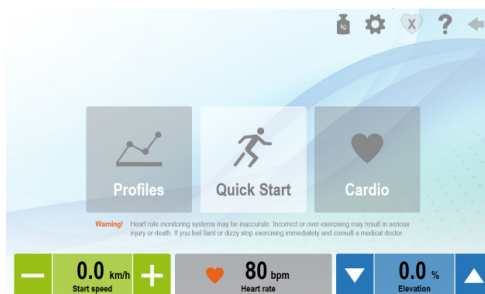 kg
X
?
Profiles
Quick Start
Cardio
Warning! Heart rate monitoring systems may be inaccurate. Incorrect or over exercising may result in serious
injury or death. If you feel faint or dizzy stop exercising immediately and consult a medical doctor.
0.0 km/h
Start speed
80 bpm
Heart rate
0.0 %
Elevation